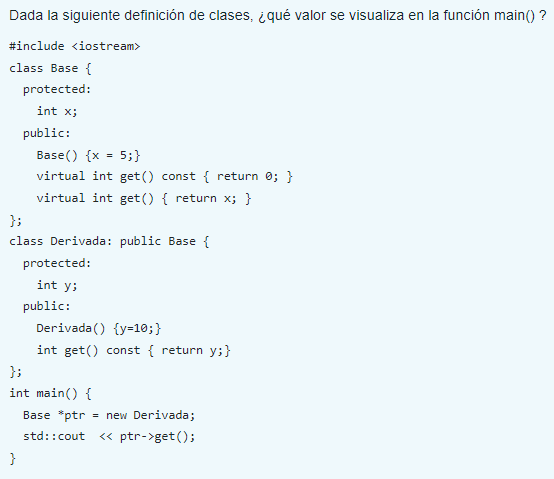 Dada la siguiente definición de clases, ¿qué valor se visualiza en la función main() ?
#include <iostream>
class Base {
  protected:
    int x;
  public:
    Base() {x = 5;}
    virtual int get() const { return 0; }
    virtual int get() { return x; }
};
class Derivada: public Base {
  protected:
    int y;
  public:
    Derivada() {y=10;}
    int get() const { return y;}
};
int main() {
  Base *ptr = new Derivada;
  std::cout  << ptr->get();
}